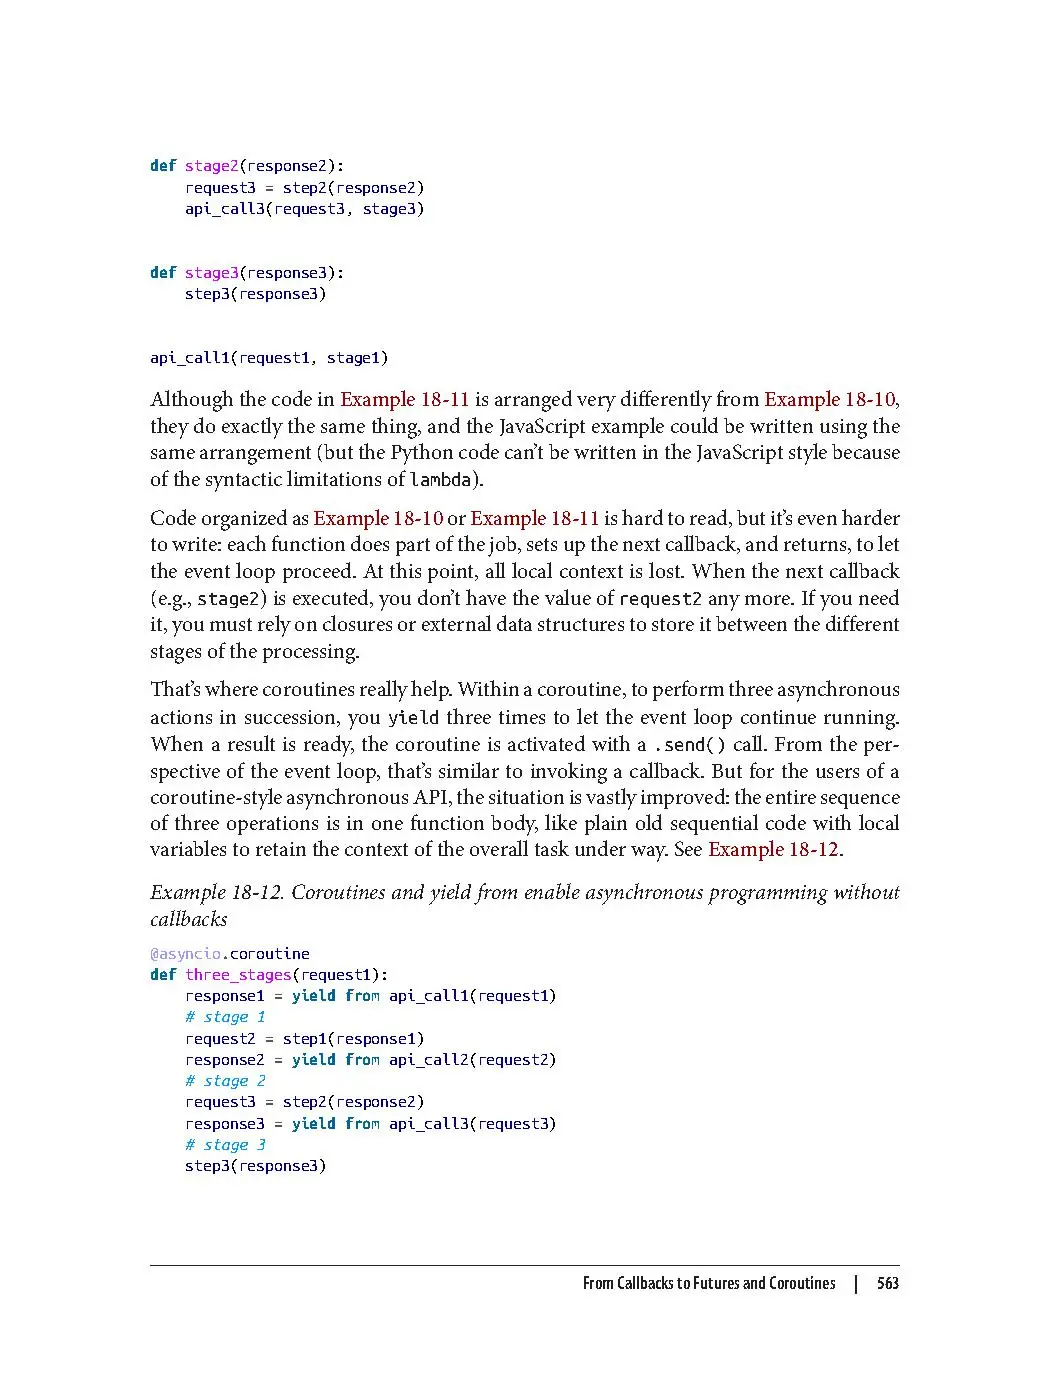 def stage2(response2):
    request3 = step2(response2)
    api_call3(request3, stage3)
def stage3(response3):
    step3(response3)
api_call1(request1, stage1)
Although the code in Example 18-11 is arranged very differently from Example 18-10,
they do exactly the same thing, and the JavaScript example could be written using the
same arrangement (but the Python code can’t be written in the JavaScript style because
of the syntactic limitations of lambda).
Code organized as Example 18-10 or Example 18-11 is hard to read, but it’s even harder
to write: each function does part of the job, sets up the next callback, and returns, to let
the event loop proceed. At this point, all local context is lost. When the next callback
(e.g., stage2) is executed, you don’t have the value of request2 any more. If you need
it, you must rely on closures or external data structures to store it between the different
stages of the processing.
That’s where coroutines really help. Within a coroutine, to perform three asynchronous
actions in succession, you yield three times to let the event loop continue running.
When a result is ready, the coroutine is activated with a .send() call. From the per-
spective of the event loop, that’s similar to invoking a callback. But for the users of a
coroutine-style asynchronous API, the situation is vastly improved: the entire sequence
of three operations is in one function body, like plain old sequential code with local
variables to retain the context of the overall task under way. See Example 18-12.
Example 18-12. Coroutines and yield from enable asynchronous programming without
callbacks
@asyncio.coroutine
def three_stages(request1):
    response1 = yield from api_call1(request1)
    # stage 1
    request2 = step1(response1)
    response2 = yield from api_call2(request2)
    # stage 2
    request3 = step2(response2)
    response3 = yield from api_call3(request3)
    # stage 3
    step3(response3)
From Callbacks to Futures and Coroutines | 563